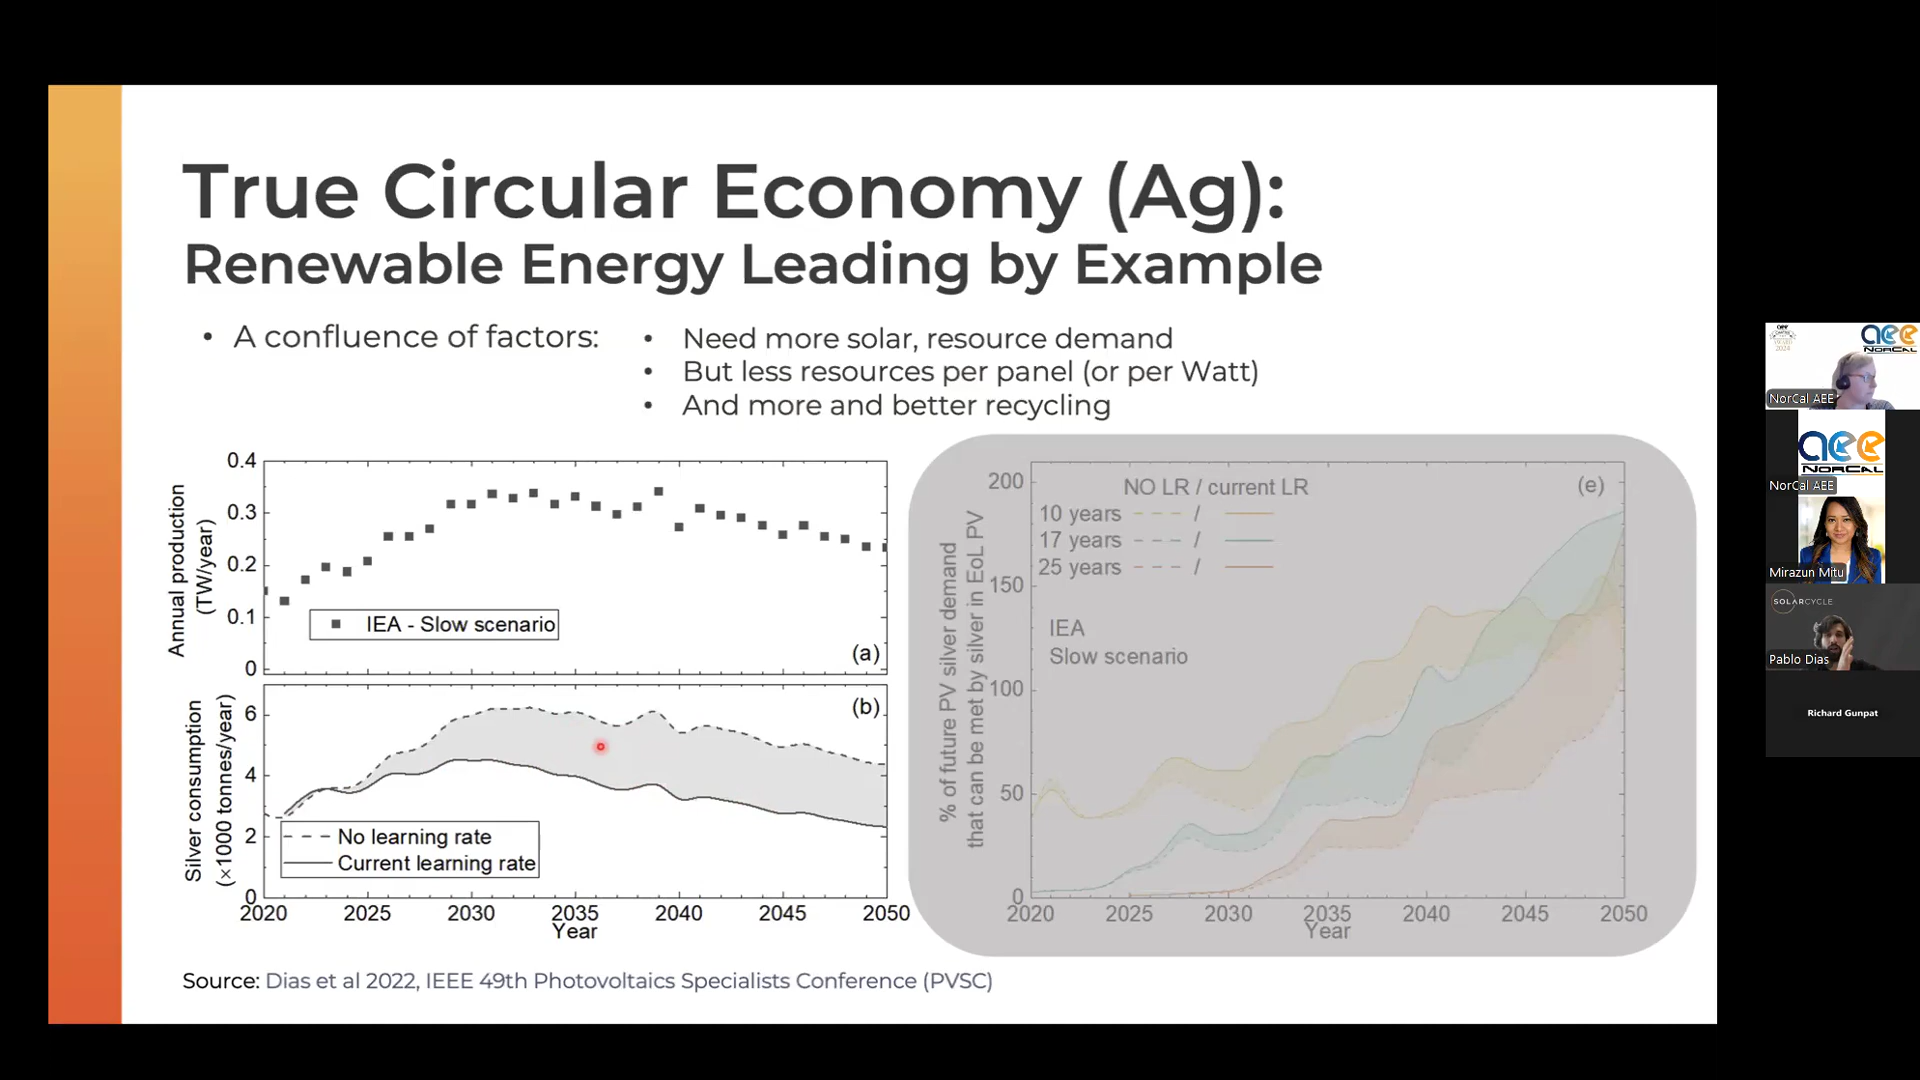 True Circular Economy (Ag):
Renewable Energy Leading by Example
• A confluence of factors:
• Need more solar, resource demand
• But less resources per panel (or per Watt)
• And more and better recycling
Annual production
(TW/year)
0.4
0.3
0.2
0.1
0
IEA - Slow scenario
(a)
Silver consumption
(×1000 tonnes/year)
6
4
2
0
(b)
No learning rate
Current learning rate
2020 2025 2030 2035 2040 2045 2050
Year
% of future PV silver demand
that can be met by silver in EoL PV
200
150
100
50
0
NO LR / current LR
(e)
10 years /
17 years /
25 years /
IEA
Slow scenario
2020 2025 2030 2035 2040 2045 2050
Year
Source: Dias et al 2022, IEEE 49th Photovoltaics Specialists Conference (PVSC)
aee
NORCAL
NorCal AEE
aee
NORCAL
NorCal AEE
Mirazun Mitu
SOLARCYCLE
Pablo Dias
Richard Gunpat